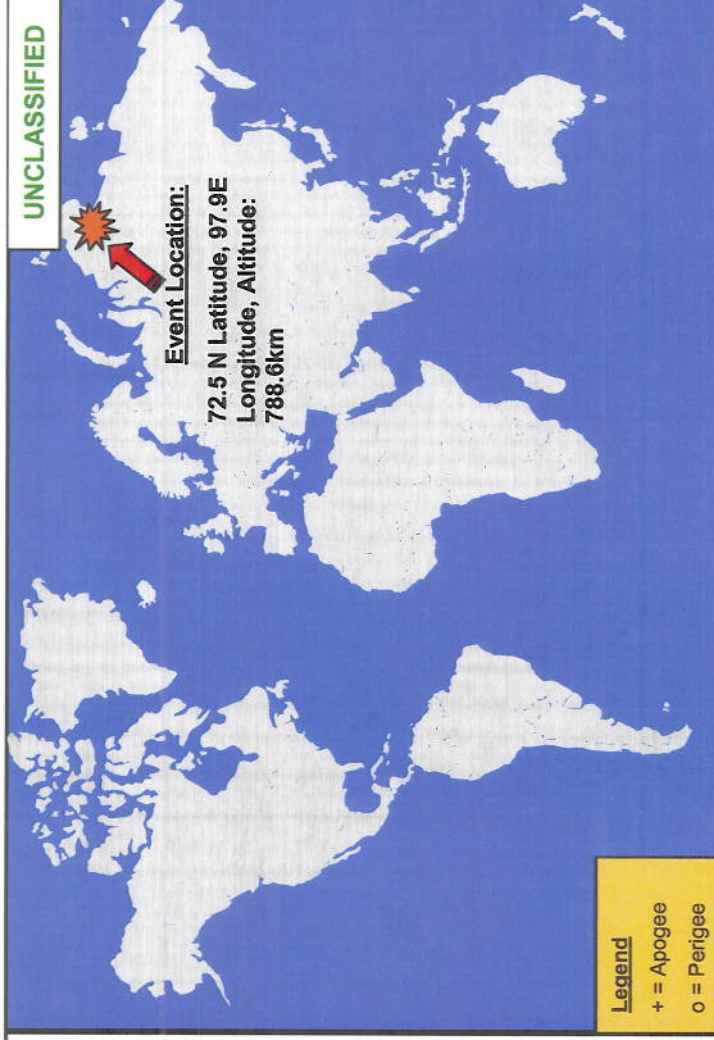 UNCLASSIFIED
Event Location:
72.5 N Latitude, 97.9E
Longitude, Altitude:
788.6km
Legend
+ = Apogee
o = Perigee